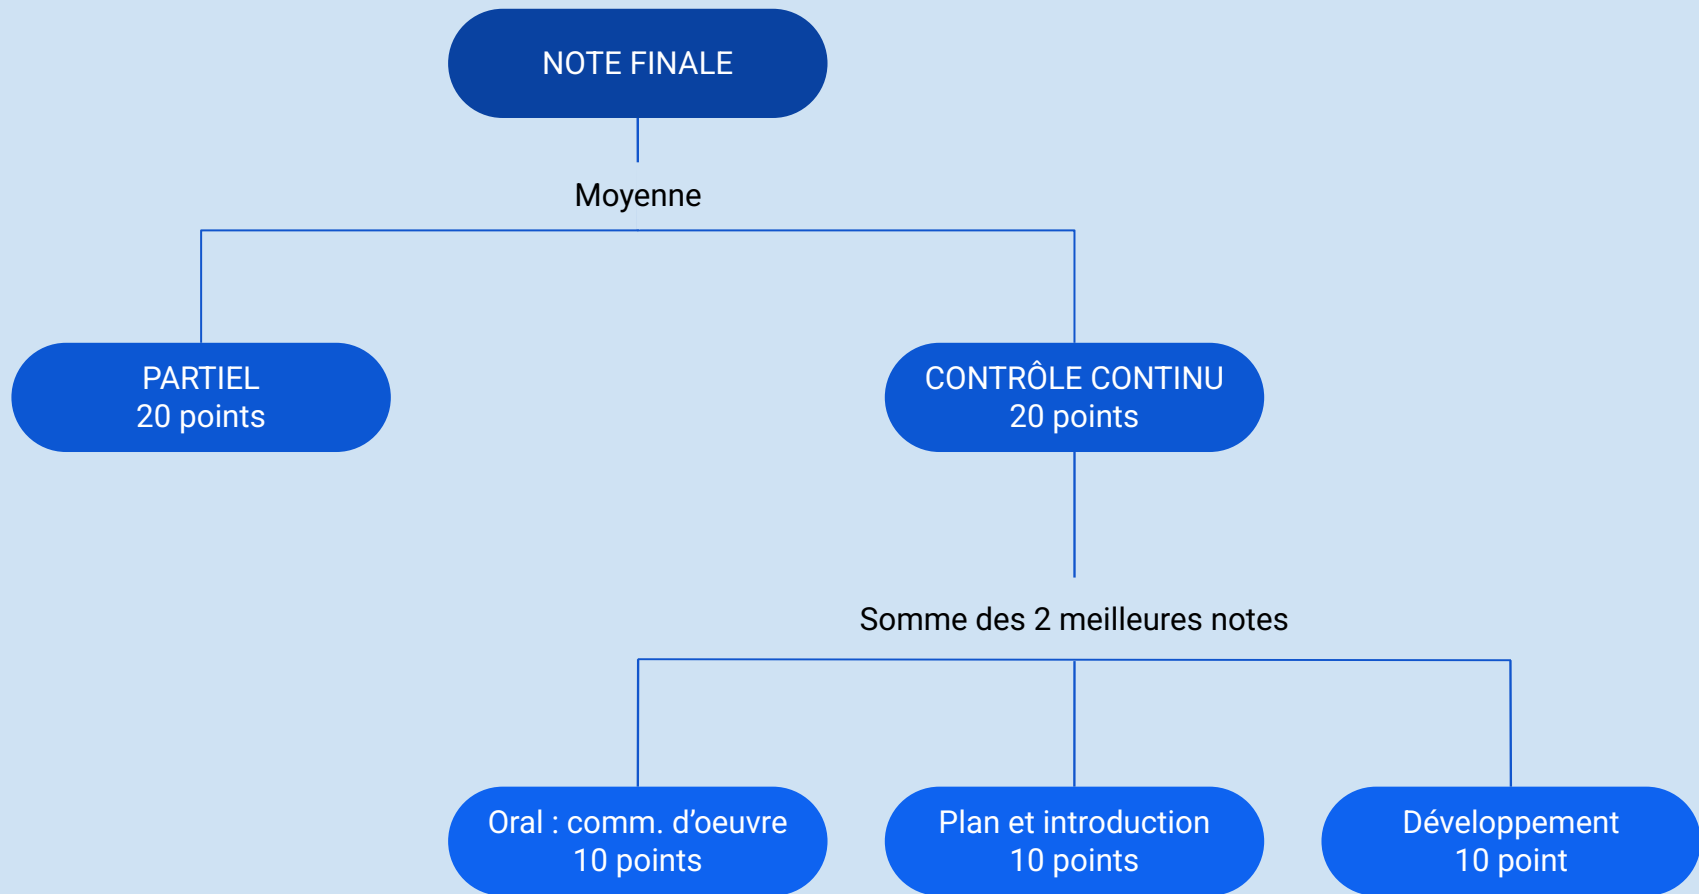 NOTE FINALE
Moyenne
PARTIEL
20 points
CONTRÔLE CONTINU
20 points
Somme des 2 meilleures notes
Oral : comm. d’oeuvre
10 points
Plan et introduction
10 points
Développement
10 point